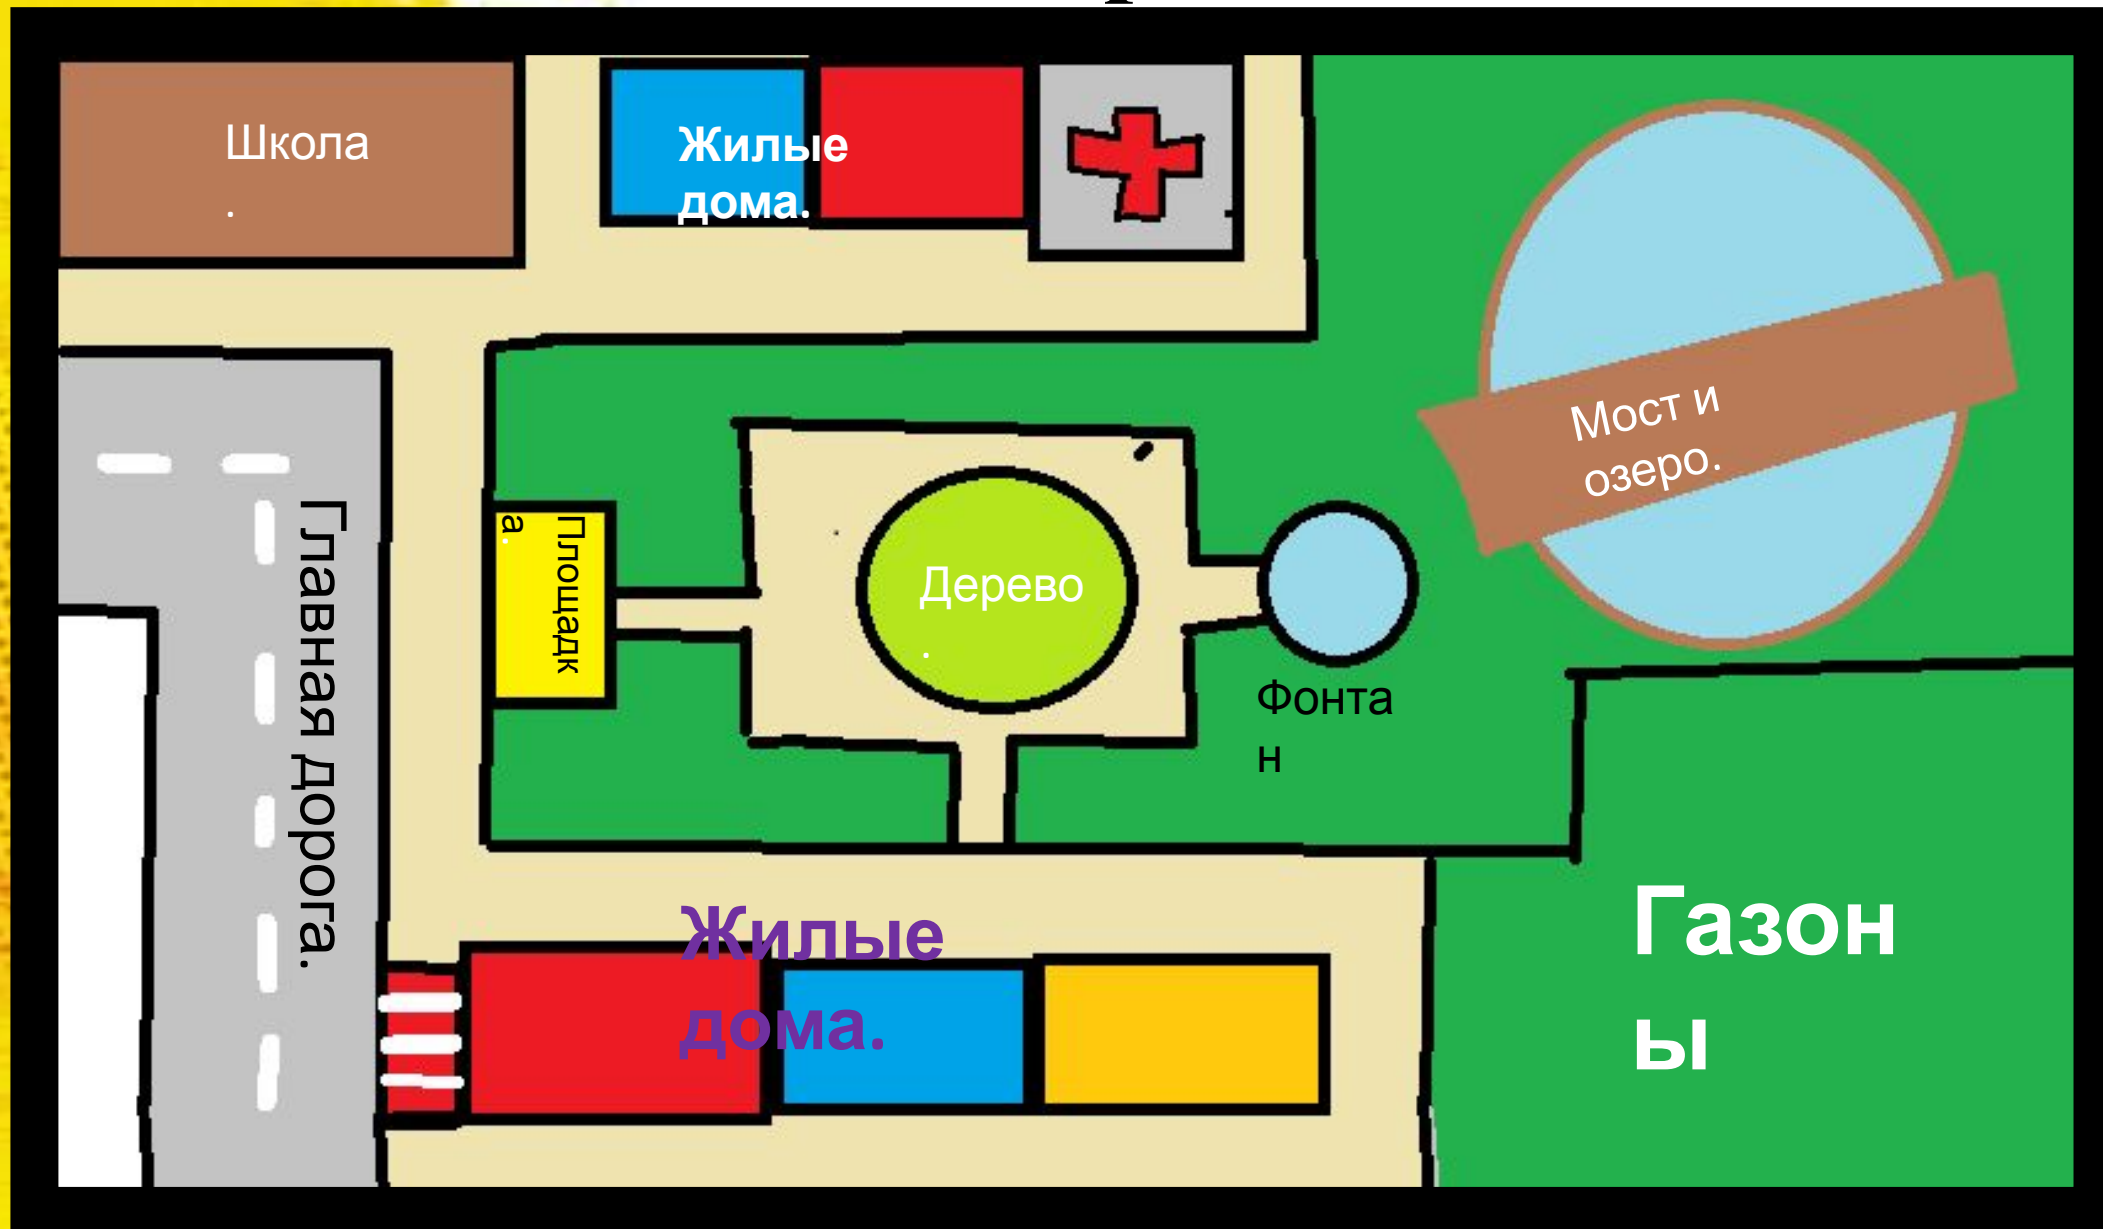 Школа
.
Жилые
дома.
Мост и
озеро.
Главная дорога.
Площадк
а.
Дерево
.
Фонта
н
Жилые
дома.
Газон
ы